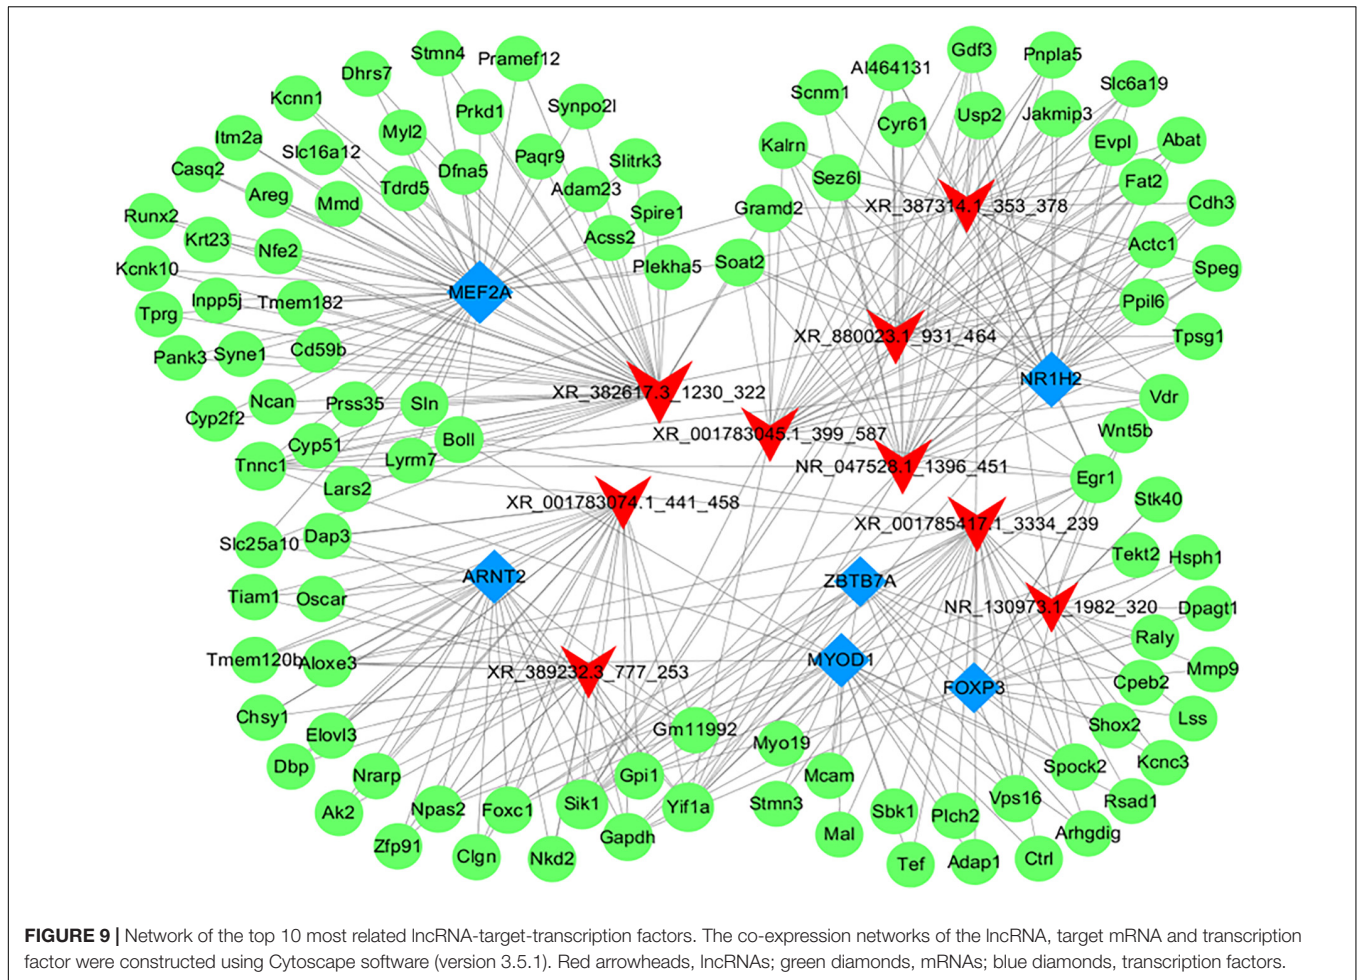 Stmn4
Pramef12
Gdf3
Pnpla5
Dhrs7
AI464131
Slc6a19
Kcnn1
Prkd1
Synpo2l
Scnm1
Cyr61
Usp2
Jakmip3
Itm2a
Myl2
Kalrn
Evpl
Abat
Slc16a12
Paqr9
Slitrk3
Casq2
Dfna5
Sez6l
Fat2
Areg
Mmd
Tdrd5
Adam23
Gramd2
XR_387314.1_353_378
Cdh3
Runx2
Spire1
Krt23
Nfe2
Acss2
Actc1
Kcnk10
Plekha5
Soat2
Speg
MEF2A
Inpp5j
Tmem182
Ppil6
Tprg
XR_880023.1_931_464
Tpsg1
Pank3
Syne1
Cd59b
NR1H2
XR_382617.3_1230_322
Vdr
Cyp2f2
Ncan
Prss35
Sln
XR_001783045.1_399_587
Wnt5b
Cyp51
Boll
Tnnc1
Lyrm7
NR_047528.1_1396_451
Egr1
Lars2
XR_001783074.1_441_458
Stk40
XR_001785417.1_3334_239
Slc25a10
Dap3
Tekt2
Hsph1
ARNT2
ZBTB7A
Tiam1
Oscar
NR_130973.1_1982_320
Dpagt1
Raly
Tmem120b
Aloxe3
XR_389232.3_777_253
MYOD1
FOXP3
Cpeb2
Mmp9
Chsy1
Elovl3
Gm11992
Myo19
Shox2
Lss
Dbp
Nrarp
Gpi1
Mcam
Spock2
Kcnc3
Ak2
Npas2
Foxc1
Sik1
Yif1a
Stmn3
Sbk1
Plch2
Vps16
Rsad1
Zfp91
Clgn
Nkd2
Gapdh
Mal
Tef
Adap1
Ctrl
Arhgdig
FIGURE 9 | Network of the top 10 most related lncRNA-target-transcription factors. The co-expression networks of the lncRNA, target mRNA and transcription
factor were constructed using Cytoscape software (version 3.5.1). Red arrowheads, lncRNAs; green diamonds, mRNAs; blue diamonds, transcription factors.